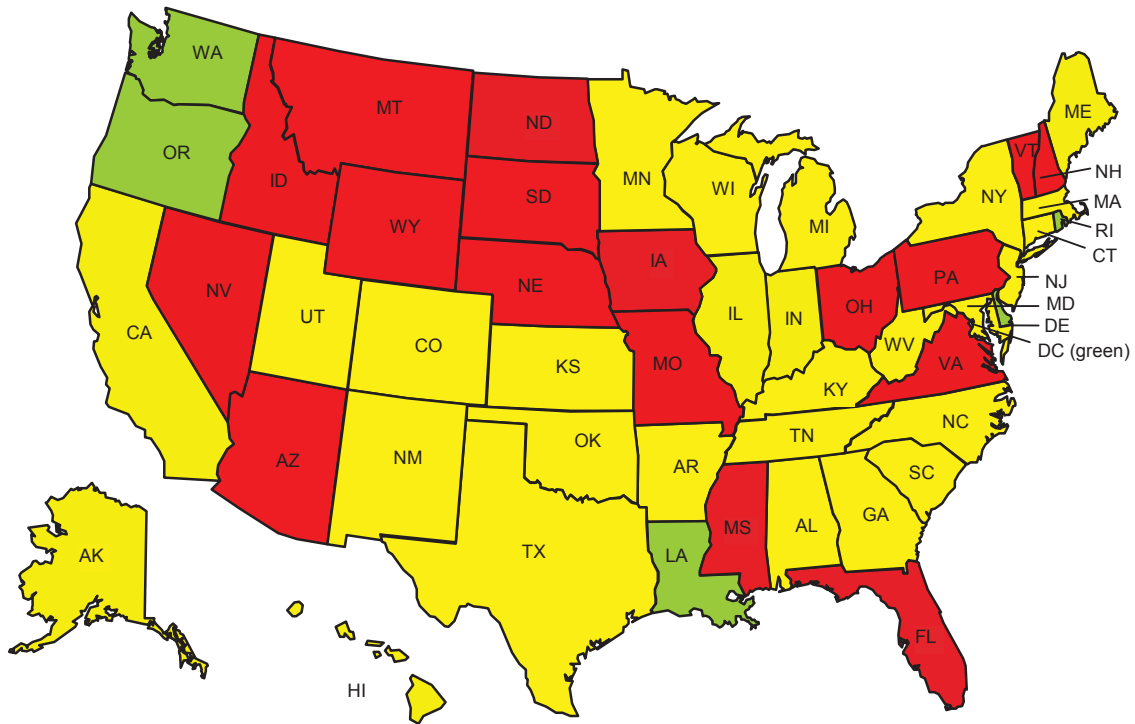 WA
MT
ND
ME
OR
ID
MN
VT
NH
SD
WI
NY
MA
WY
MI
RI
CT
IA
NV
NE
PA
NJ
OH
MD
CA
UT
IL
IN
DE
CO
WV
DC (green)
KS
MO
VA
KY
NC
TN
AZ
NM
OK
AR
SC
MS
AL
GA
AK
TX
LA
FL
HI